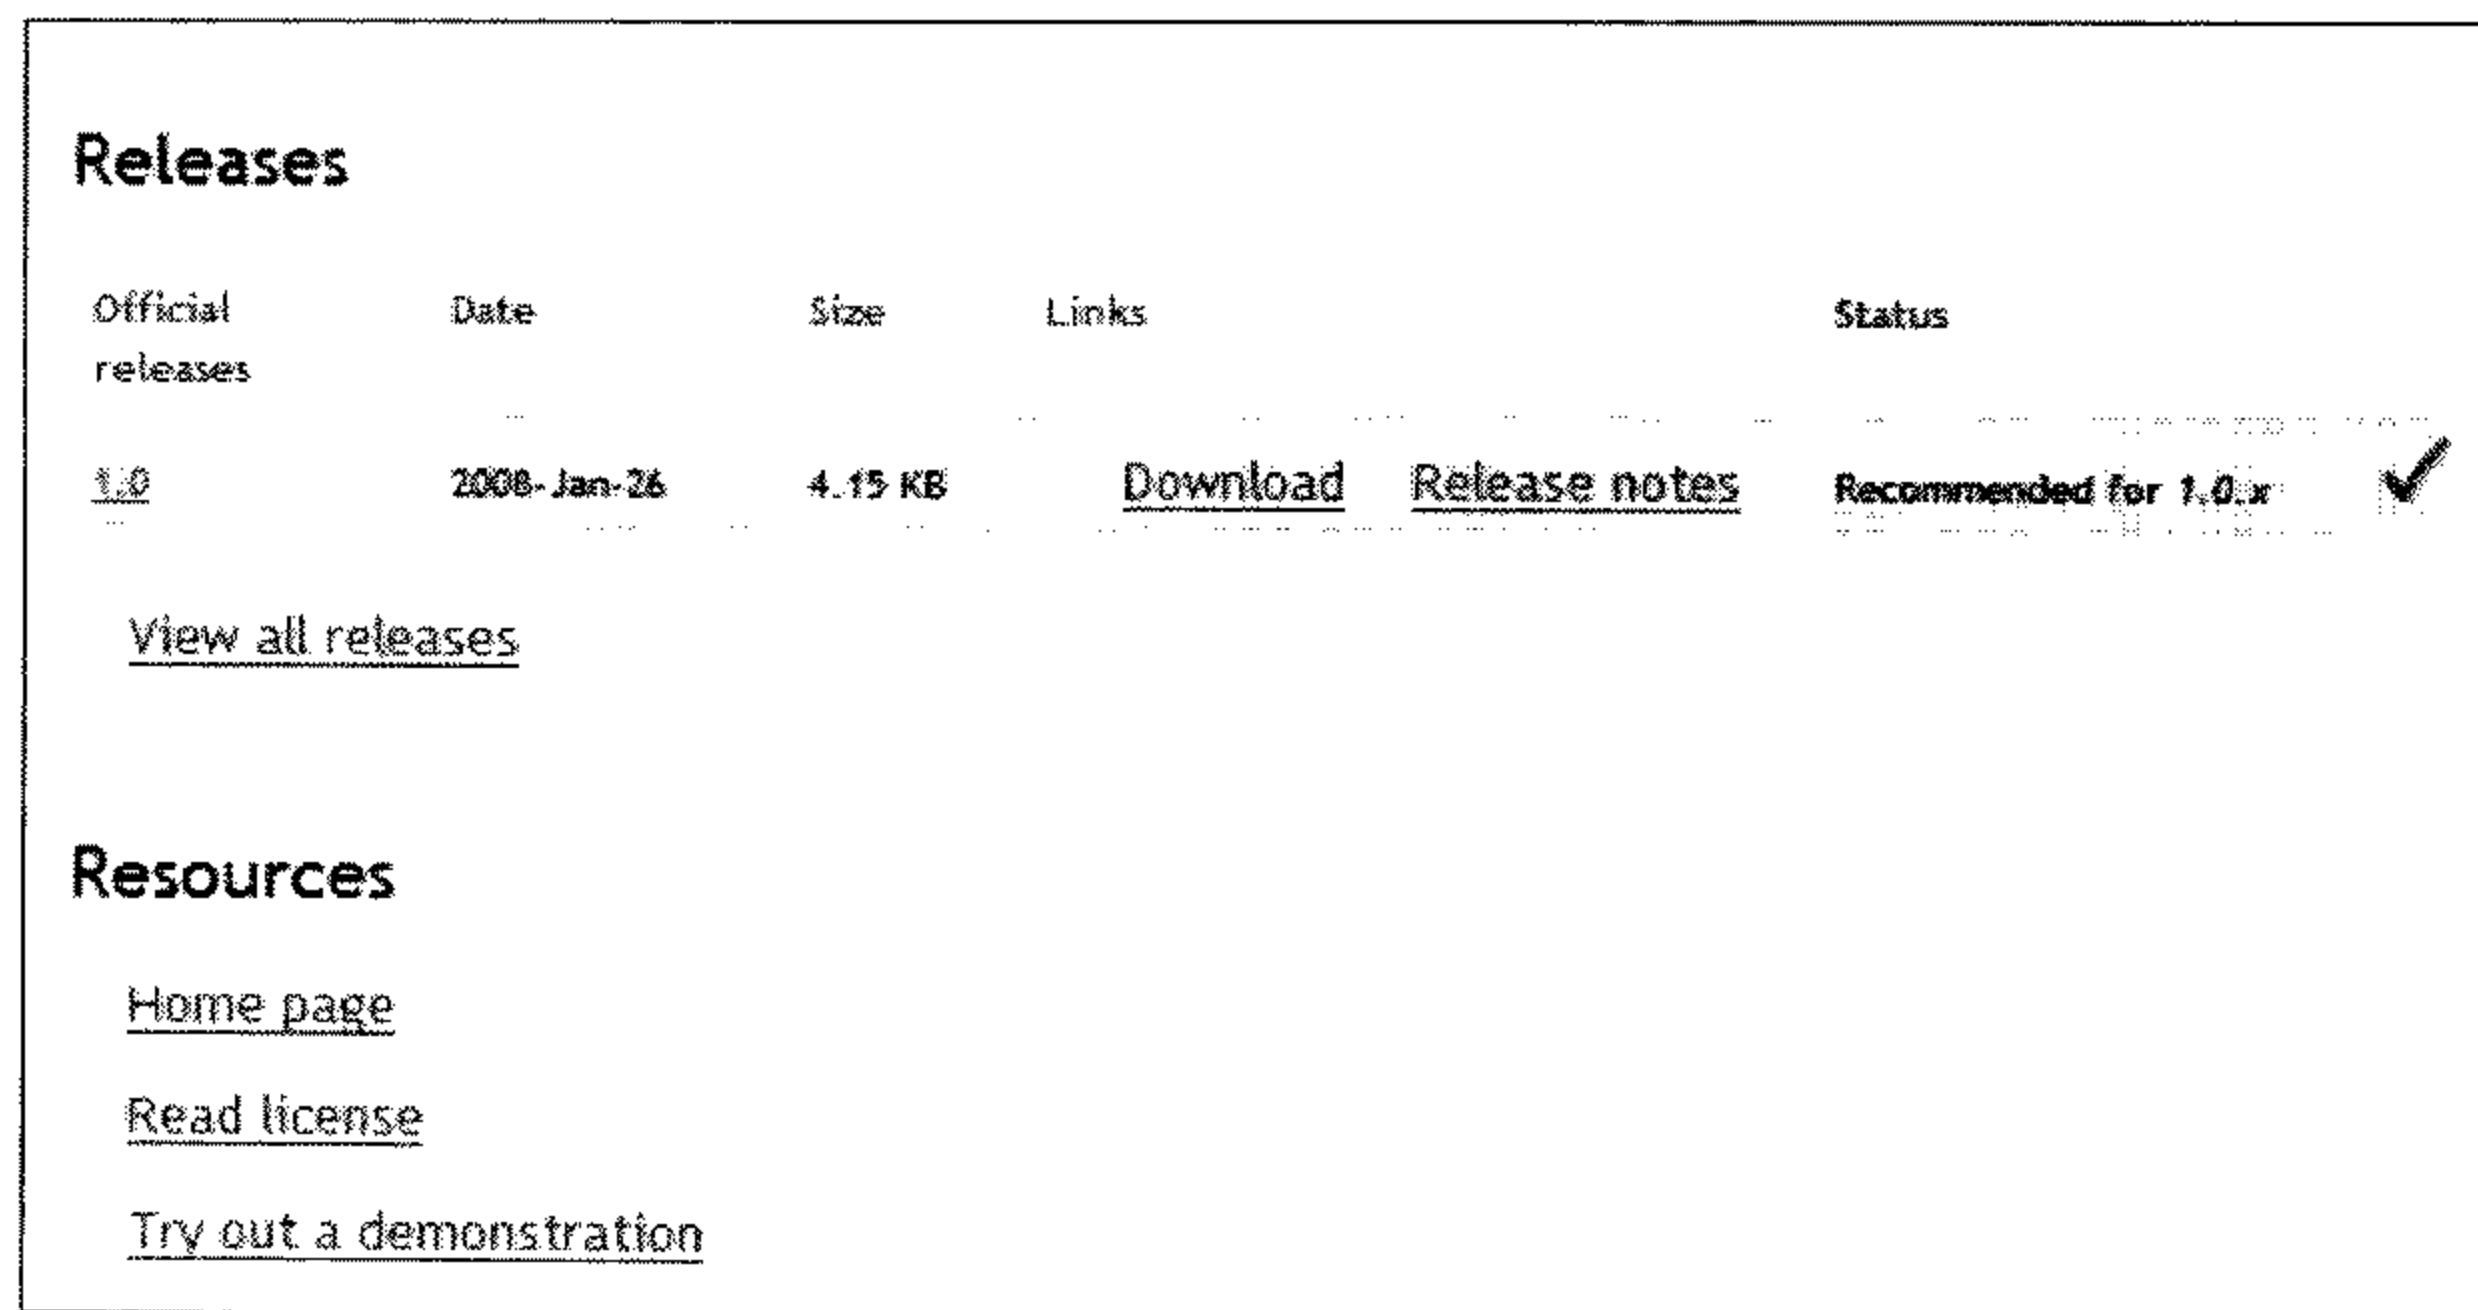 Releases
Official Date Size Links Status
releases
1.0 2008-Jan-26 4.15 KB Download Release notes Recommended for 1.0.x
View all releases
Resources
Home page
Read license
Try out a demonstration